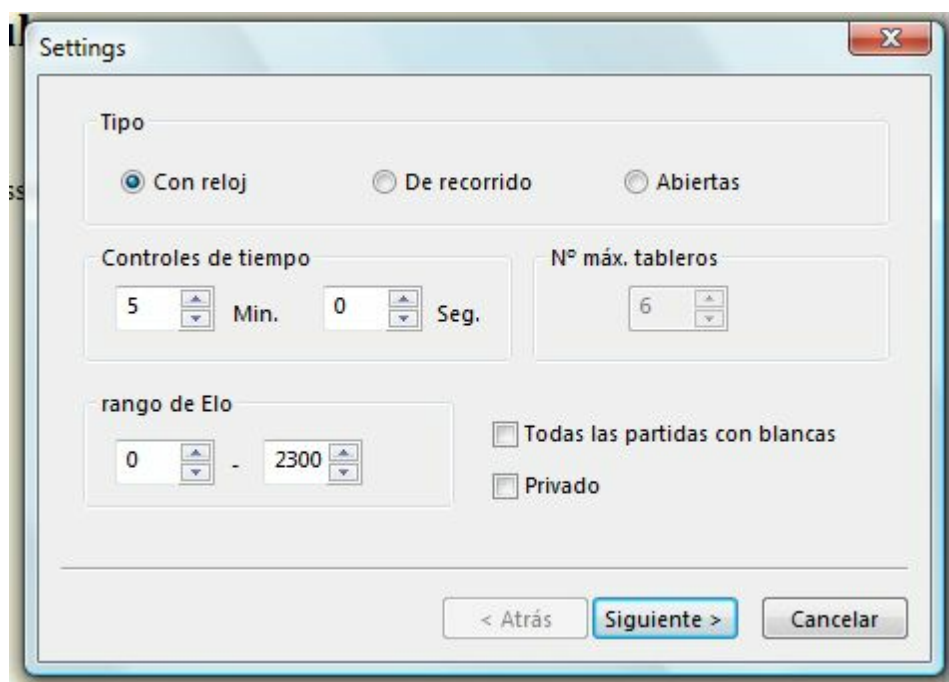 Settings
Tipo
Con reloj De recorrido Abiertas
Controles de tiempo Nº máx. tableros
5 Min. 0 Seg. 6
rango de Elo
0 - 2300
Todas las partidas con blancas
Privado
< Atrás Siguiente > Cancelar